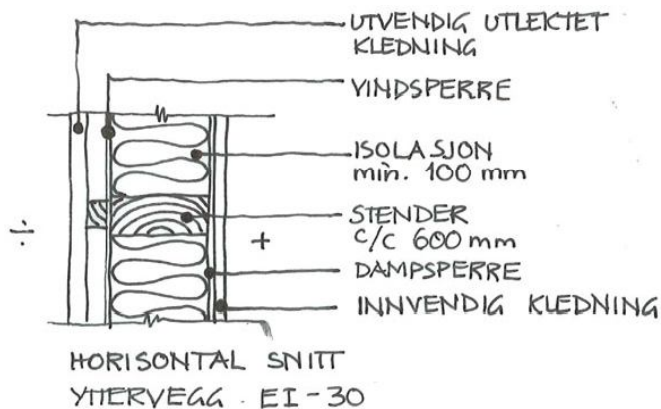 UTVENDIG UTLEKTET
KLEDNING
VINDSPERRE
ISOLASJON
min. 100 mm
STENDER
c/c 600 mm
DAMPSPERRE
INNVENDIG KLEDNING
÷
+
HORISONTAL SNITT
YTTERVEGG. EI-30